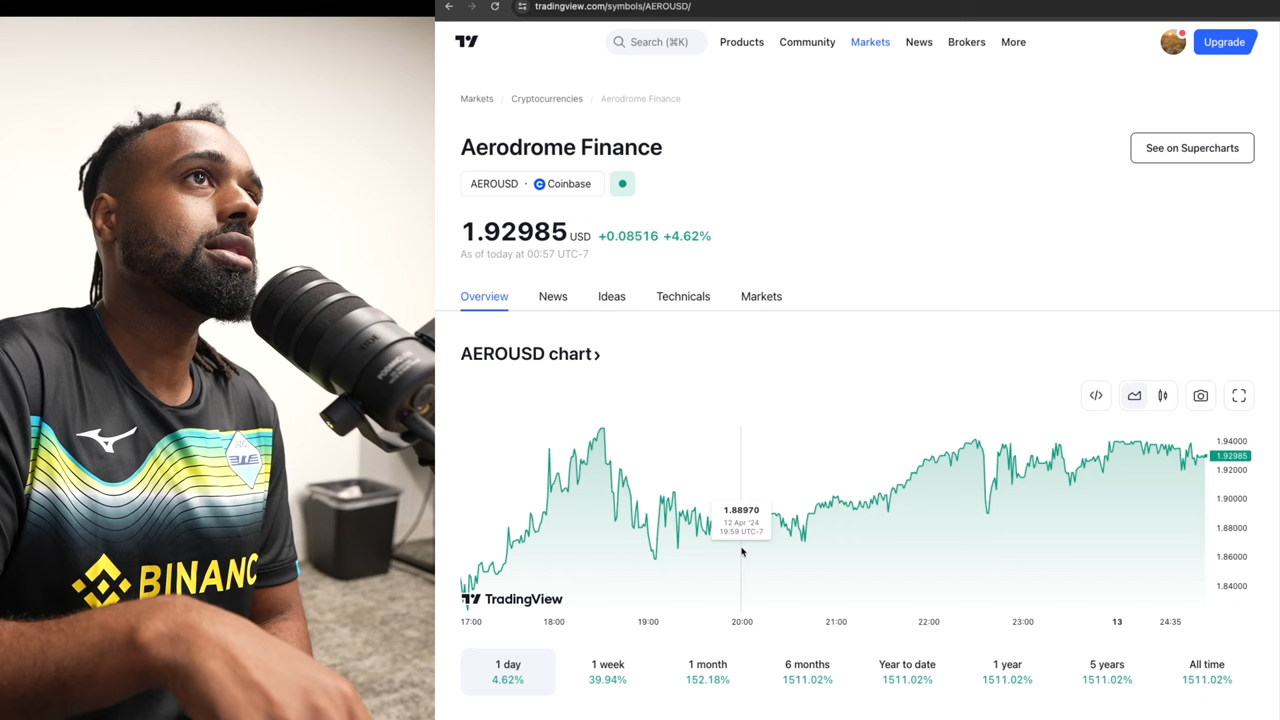 tradingview.com/symbols/AEROUSD/
Search (⌘K)
Products
Community
Markets
News
Brokers
More
Upgrade
Markets / Cryptocurrencies / Aerodrome Finance
Aerodrome Finance
See on Supercharts
AEROUSD · Coinbase
1.92985 USD +0.08516 +4.62%
As of today at 00:57 UTC-7
Overview
News
Ideas
Technicals
Markets
AEROUSD chart ›
1.94000
1.92985
1.92000
1.90000
1.88000
1.86000
1.84000
1.88970
12 Apr '24
19:59 UTC-7
TradingView
17:00
18:00
19:00
20:00
21:00
22:00
23:00
13
24:35
1 day
4.62%
1 week
39.94%
1 month
152.18%
6 months
1511.02%
Year to date
1511.02%
1 year
1511.02%
5 years
1511.02%
All time
1511.02%
BINANC